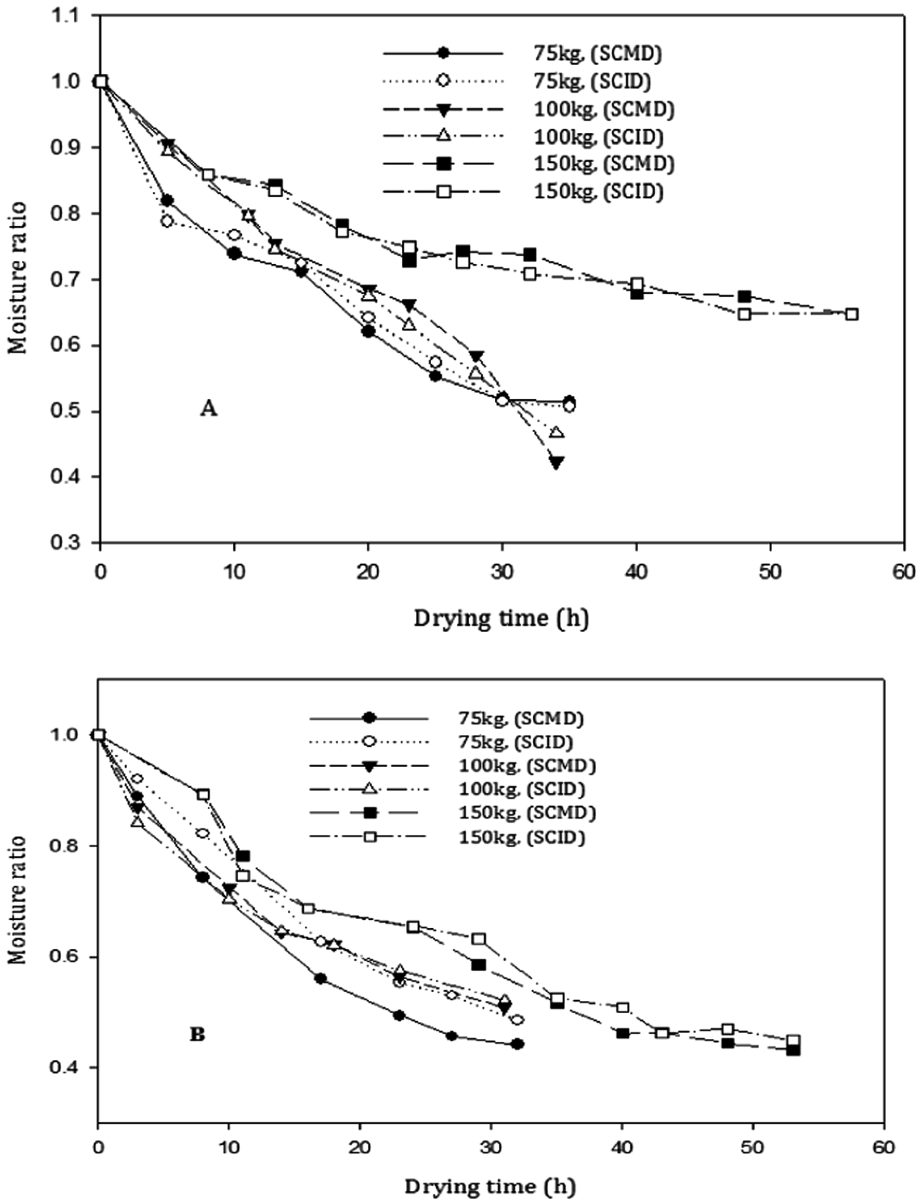 1.1
1.0
0.9
0.8
0.7
0.6
0.5
0.4
0.3
Moisture ratio
75kg, (SCMD)
75kg, (SCID)
100kg, (SCMD)
100kg, (SCID)
150kg, (SCMD)
150kg, (SCID)
A
0 10 20 30 40 50 60
Drying time (h)
1.0
0.8
0.6
0.4
Moisture ratio
75kg, (SCMD)
75kg, (SCID)
100kg, (SCMD)
100kg, (SCID)
150kg, (SCMD)
150kg, (SCID)
B
0 10 20 30 40 50 60
Drying time (h)